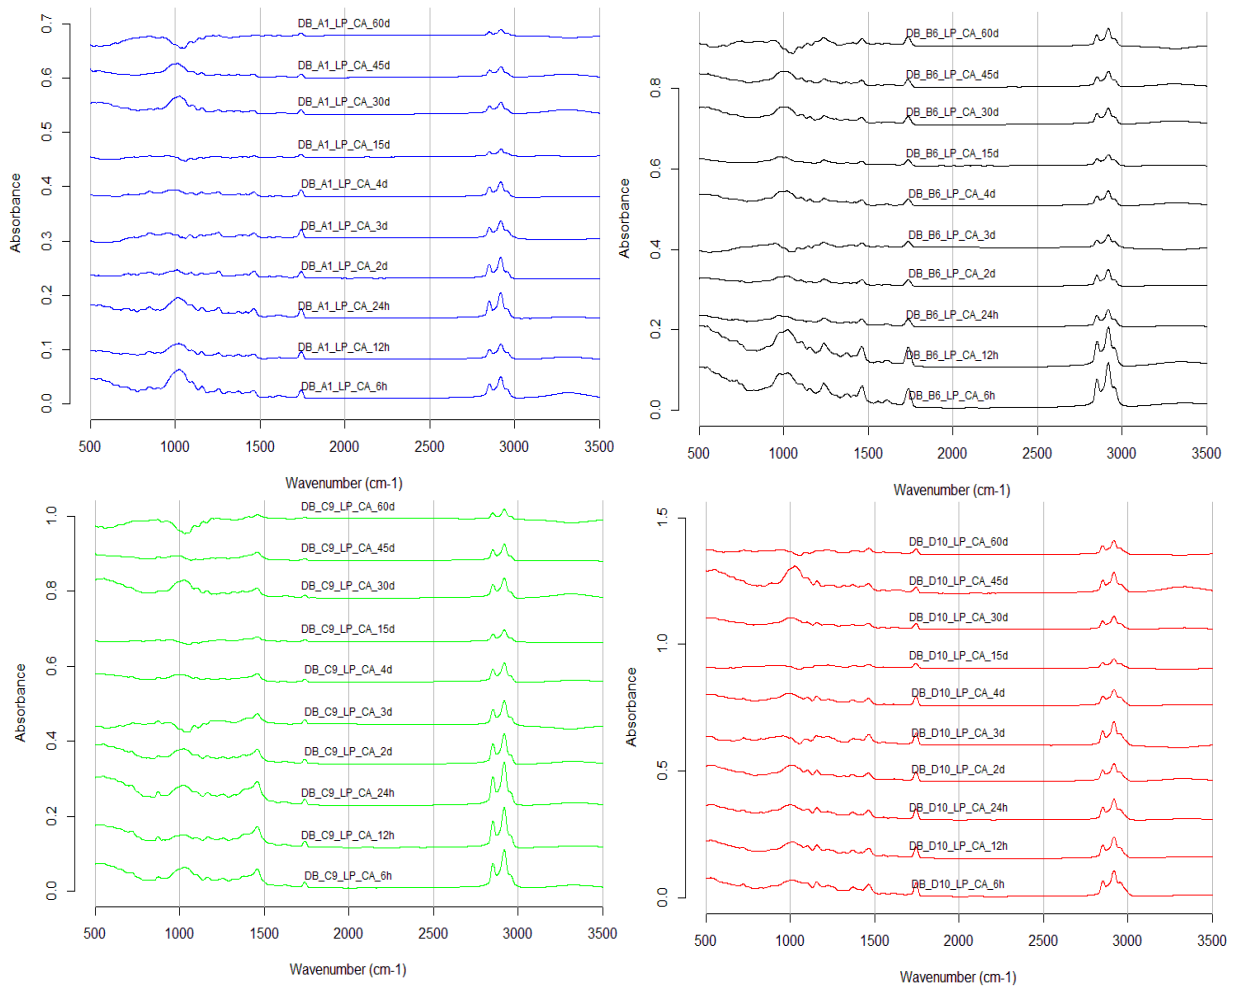 0.7
0.6
0.5
0.4
0.3
0.2
0.1
0.0
Absorbance
DB_A1_LP_CA_60d
DB_A1_LP_CA_45d
DB_A1_LP_CA_30d
DB_A1_LP_CA_15d
DB_A1_LP_CA_4d
DB_A1_LP_CA_3d
DB_A1_LP_CA_2d
DB_A1_LP_CA_24h
DB_A1_LP_CA_12h
DB_A1_LP_CA_6h
500 1000 1500 2000 2500 3000 3500
Wavenumber (cm-1)
0.8
0.6
0.4
0.2
0.0
Absorbance
DB_B6_LP_CA_60d
DB_B6_LP_CA_45d
DB_B6_LP_CA_30d
DB_B6_LP_CA_15d
DB_B6_LP_CA_4d
DB_B6_LP_CA_3d
DB_B6_LP_CA_2d
DB_B6_LP_CA_24h
DB_B6_LP_CA_12h
DB_B6_LP_CA_6h
500 1000 1500 2000 2500 3000 3500
Wavenumber (cm-1)
1.0
0.8
0.6
0.4
0.2
0.0
Absorbance
DB_C9_LP_CA_60d
DB_C9_LP_CA_45d
DB_C9_LP_CA_30d
DB_C9_LP_CA_15d
DB_C9_LP_CA_4d
DB_C9_LP_CA_3d
DB_C9_LP_CA_2d
DB_C9_LP_CA_24h
DB_C9_LP_CA_12h
DB_C9_LP_CA_6h
500 1000 1500 2000 2500 3000 3500
Wavenumber (cm-1)
1.5
1.0
0.5
0.0
Absorbance
DB_D10_LP_CA_60d
DB_D10_LP_CA_45d
DB_D10_LP_CA_30d
DB_D10_LP_CA_15d
DB_D10_LP_CA_4d
DB_D10_LP_CA_3d
DB_D10_LP_CA_2d
DB_D10_LP_CA_24h
DB_D10_LP_CA_12h
DB_D10_LP_CA_6h
500 1000 1500 2000 2500 3000 3500
Wavenumber (cm-1)